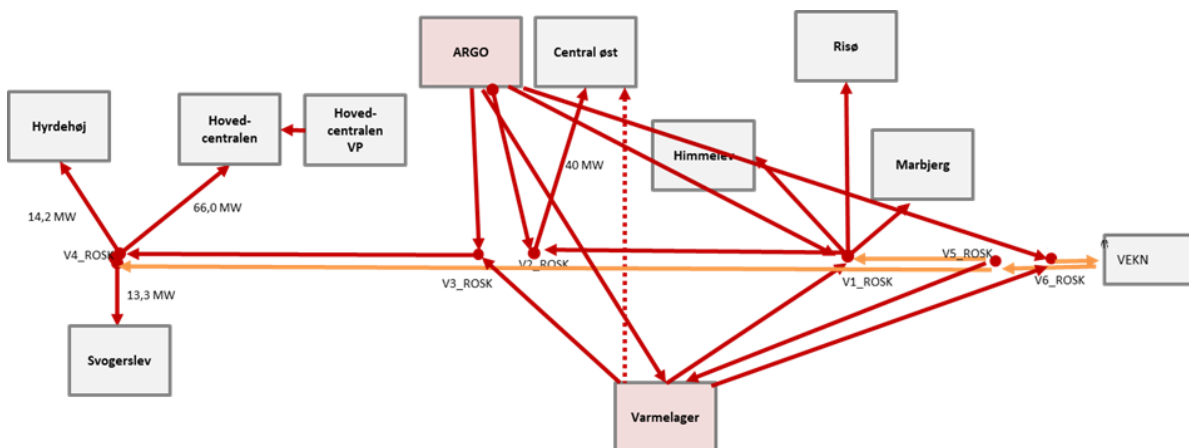 ARGO
Central øst
Risø
Hyrdehøj
Hoved-
centralen
Hoved-
centralen
VP
40 MW
Himmelev
Marbjerg
14,2 MW
66,0 MW
V4_ROSK
V3_ROSK
V2_ROSK
V1_ROSK
V5_ROSK
V6_ROSK
VEKN
13,3 MW
Svogerslev
Varmelager